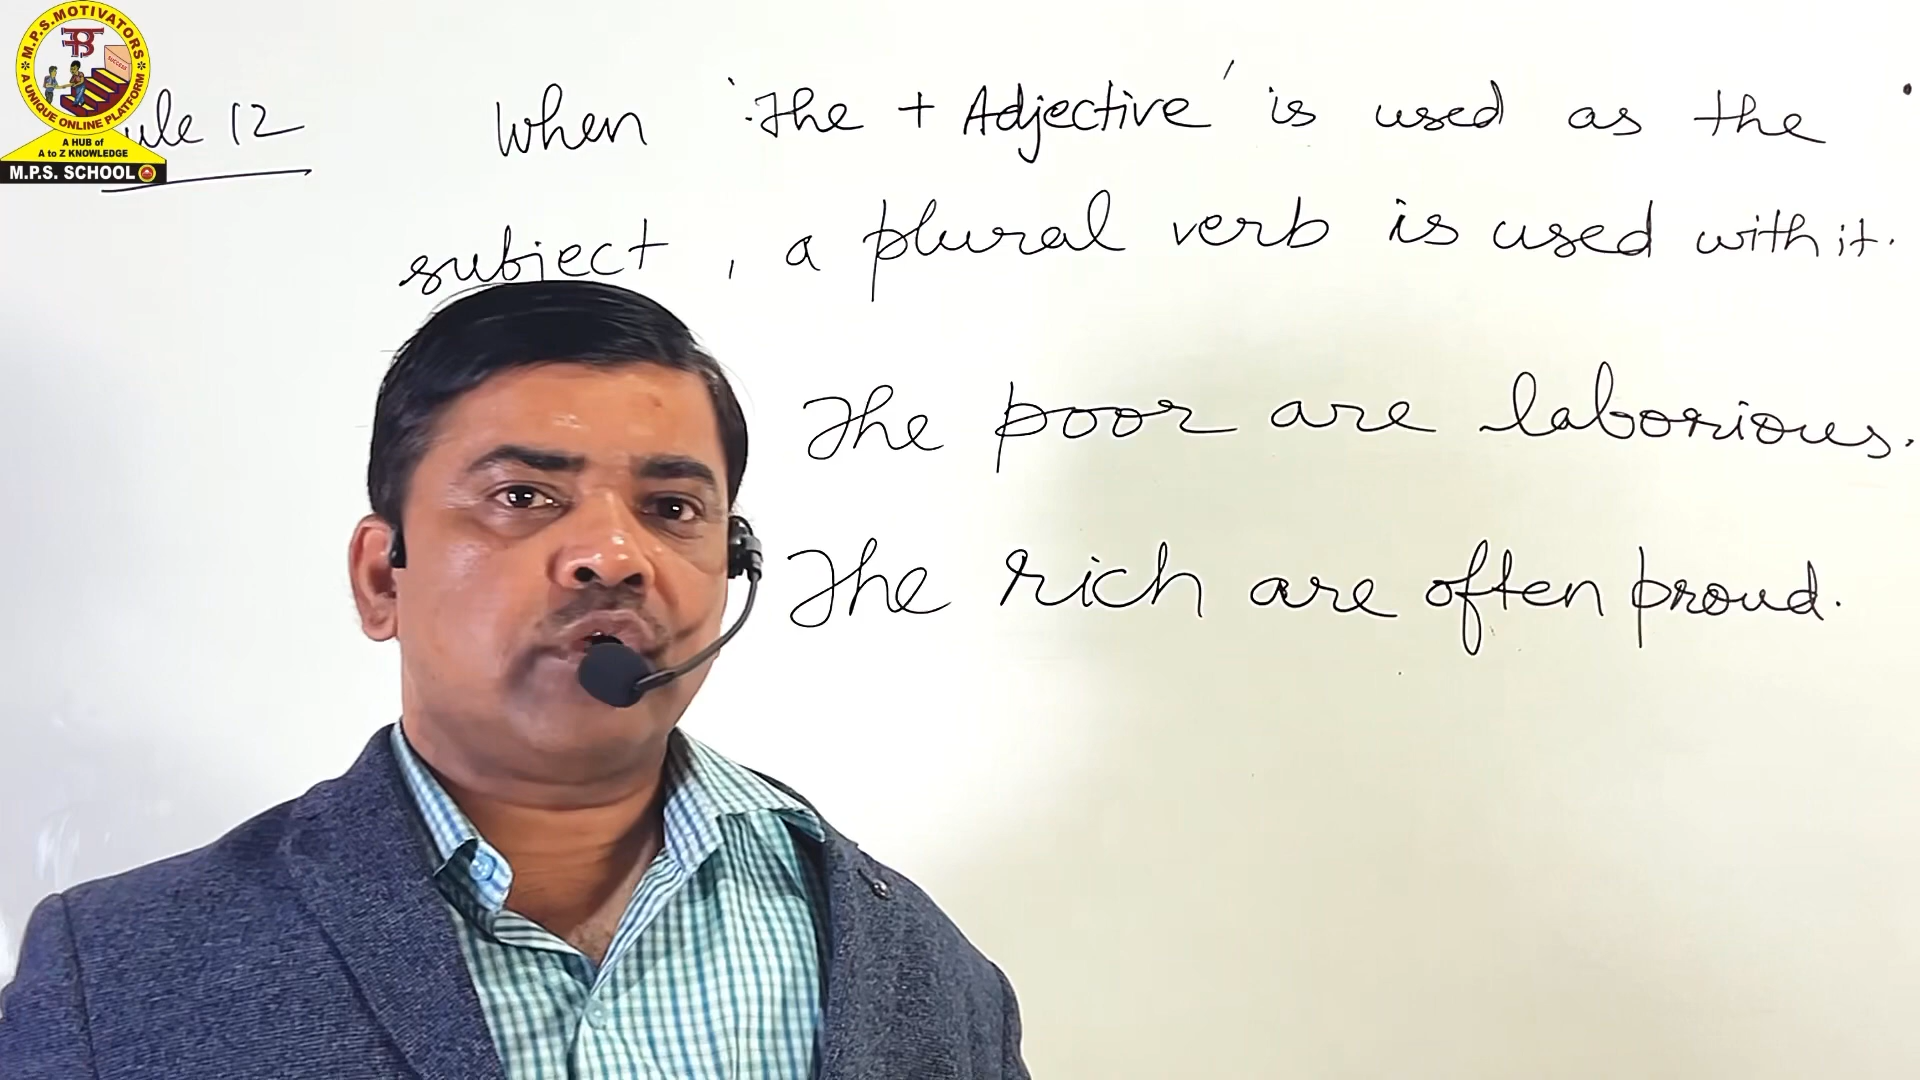 M.P.S.MOTIVATORS
A UNIQUE ONLINE PLATFORM
SUCCESS
A HUB of
A to Z KNOWLEDGE
M.P.S. SCHOOL
ule 12
When 'The + Adjective' is used as the
subject, a plural verb is used with it.
The poor are laborious.
The rich are often proud.